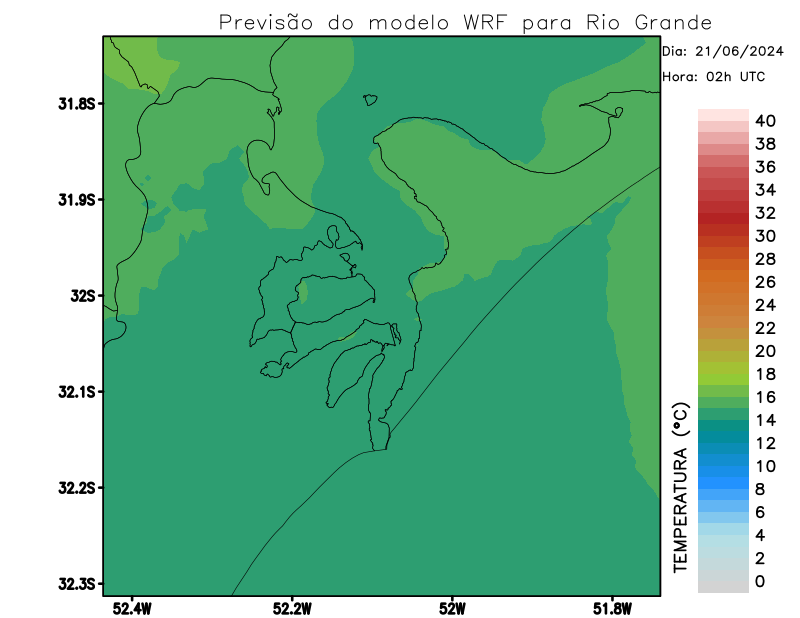 Previsão do modelo WRF para Rio Grande
Dia: 21/06/2024
Hora: 02h UTC
31.8S
31.9S
32S
32.1S
32.2S
32.3S
52.4W
52.2W
52W
51.8W
TEMPERATURA (°C)
40
38
36
34
32
30
28
26
24
22
20
18
16
14
12
10
8
6
4
2
0